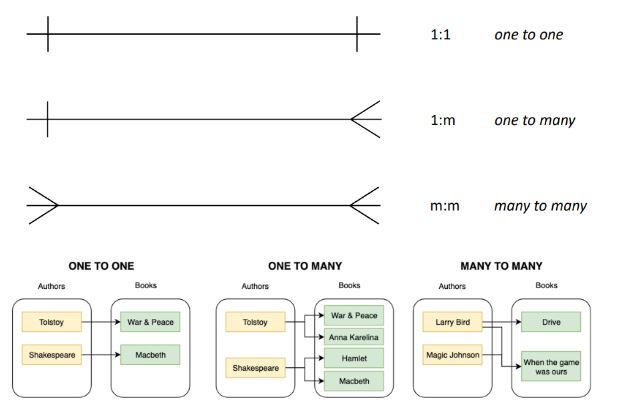 1:1 one to one
1:m one to many
m:m many to many
ONE TO ONE
Authors Books
Tolstoy War & Peace
Shakespeare Macbeth
ONE TO MANY
Authors Books
Tolstoy War & Peace
Anna Karelina
Shakespeare Hamlet
Macbeth
MANY TO MANY
Authors Books
Larry Bird Drive
Magic Johnson When the game
was ours